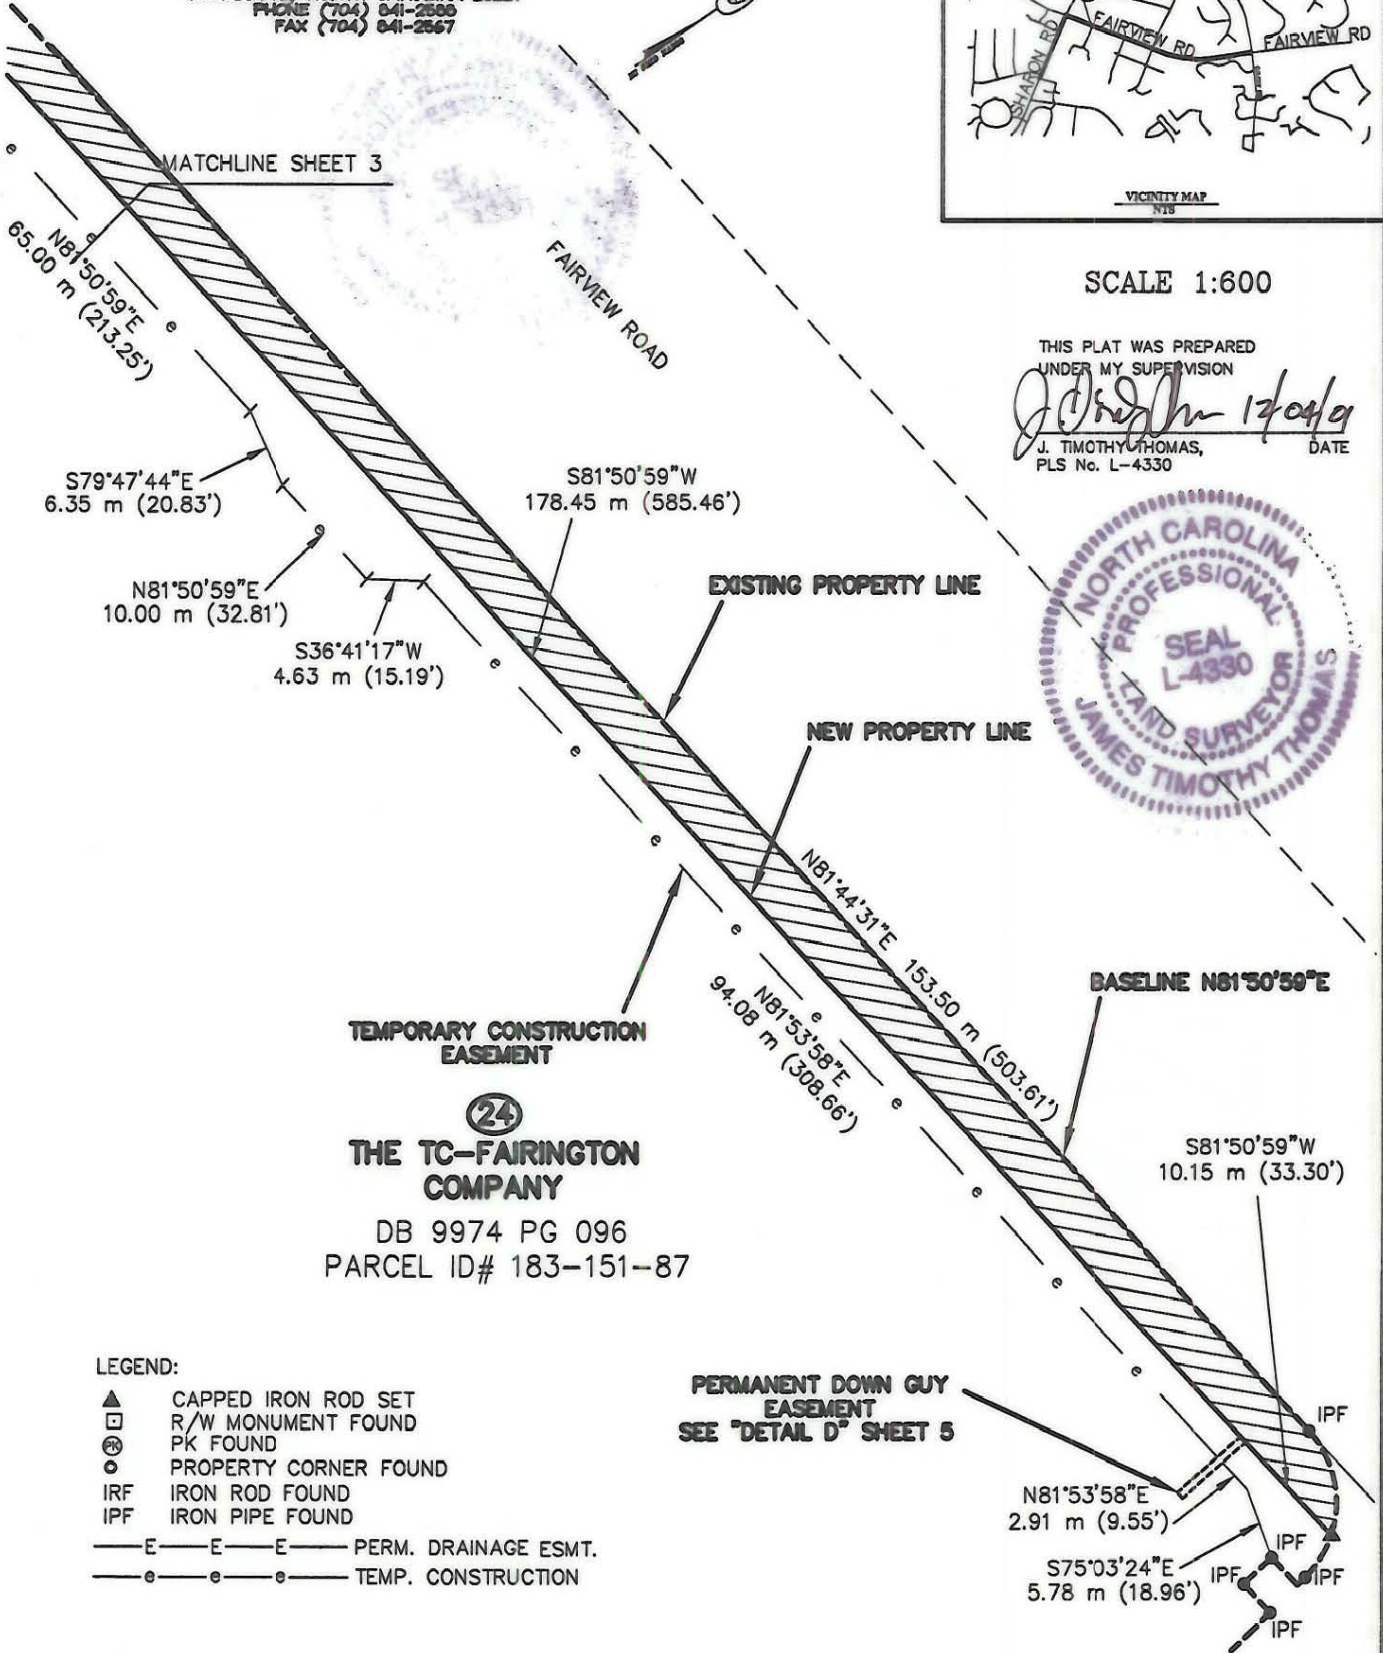 PHONE (704) 841-2588
FAX (704) 841-2567
FAIRVIEW RD
FAIRVIEW RD
SHARON RD
VICINITY MAP
NTS
MATCHLINE SHEET 3
N81°50'59"E
65.00 m (213.25')
FAIRVIEW ROAD
SCALE 1:600
THIS PLAT WAS PREPARED
UNDER MY SUPERVISION
J. TIMOTHY THOMAS,
DATE
PLS No. L-4330
S79°47'44"E
6.35 m (20.83')
S81°50'59"W
178.45 m (585.46')
NORTH CAROLINA
PROFESSIONAL
SEAL
L-4330
LAND SURVEYOR
JAMES TIMOTHY THOMAS
N81°50'59"E
10.00 m (32.81')
EXISTING PROPERTY LINE
S36°41'17"W
4.63 m (15.19')
NEW PROPERTY LINE
N81°44'31"E 153.50 m (503.61')
BASELINE N81°50'59"E
N81°53'58"E
94.08 m (308.66')
TEMPORARY CONSTRUCTION
EASEMENT
24
THE TC-FAIRINGTON
COMPANY
DB 9974 PG 096
PARCEL ID# 183-151-87
S81°50'59"W
10.15 m (33.30')
LEGEND:
CAPPED IRON ROD SET
R/W MONUMENT FOUND
PK PK FOUND
PROPERTY CORNER FOUND
IRF IRON ROD FOUND
IPF IRON PIPE FOUND
E E E PERM. DRAINAGE ESMT.
e e e TEMP. CONSTRUCTION
PERMANENT DOWN GUY
EASEMENT
SEE "DETAIL D" SHEET 5
IPF
N81°53'58"E
2.91 m (9.55')
S75°03'24"E
5.78 m (18.96')
IPF
IPF
IPF
IPF